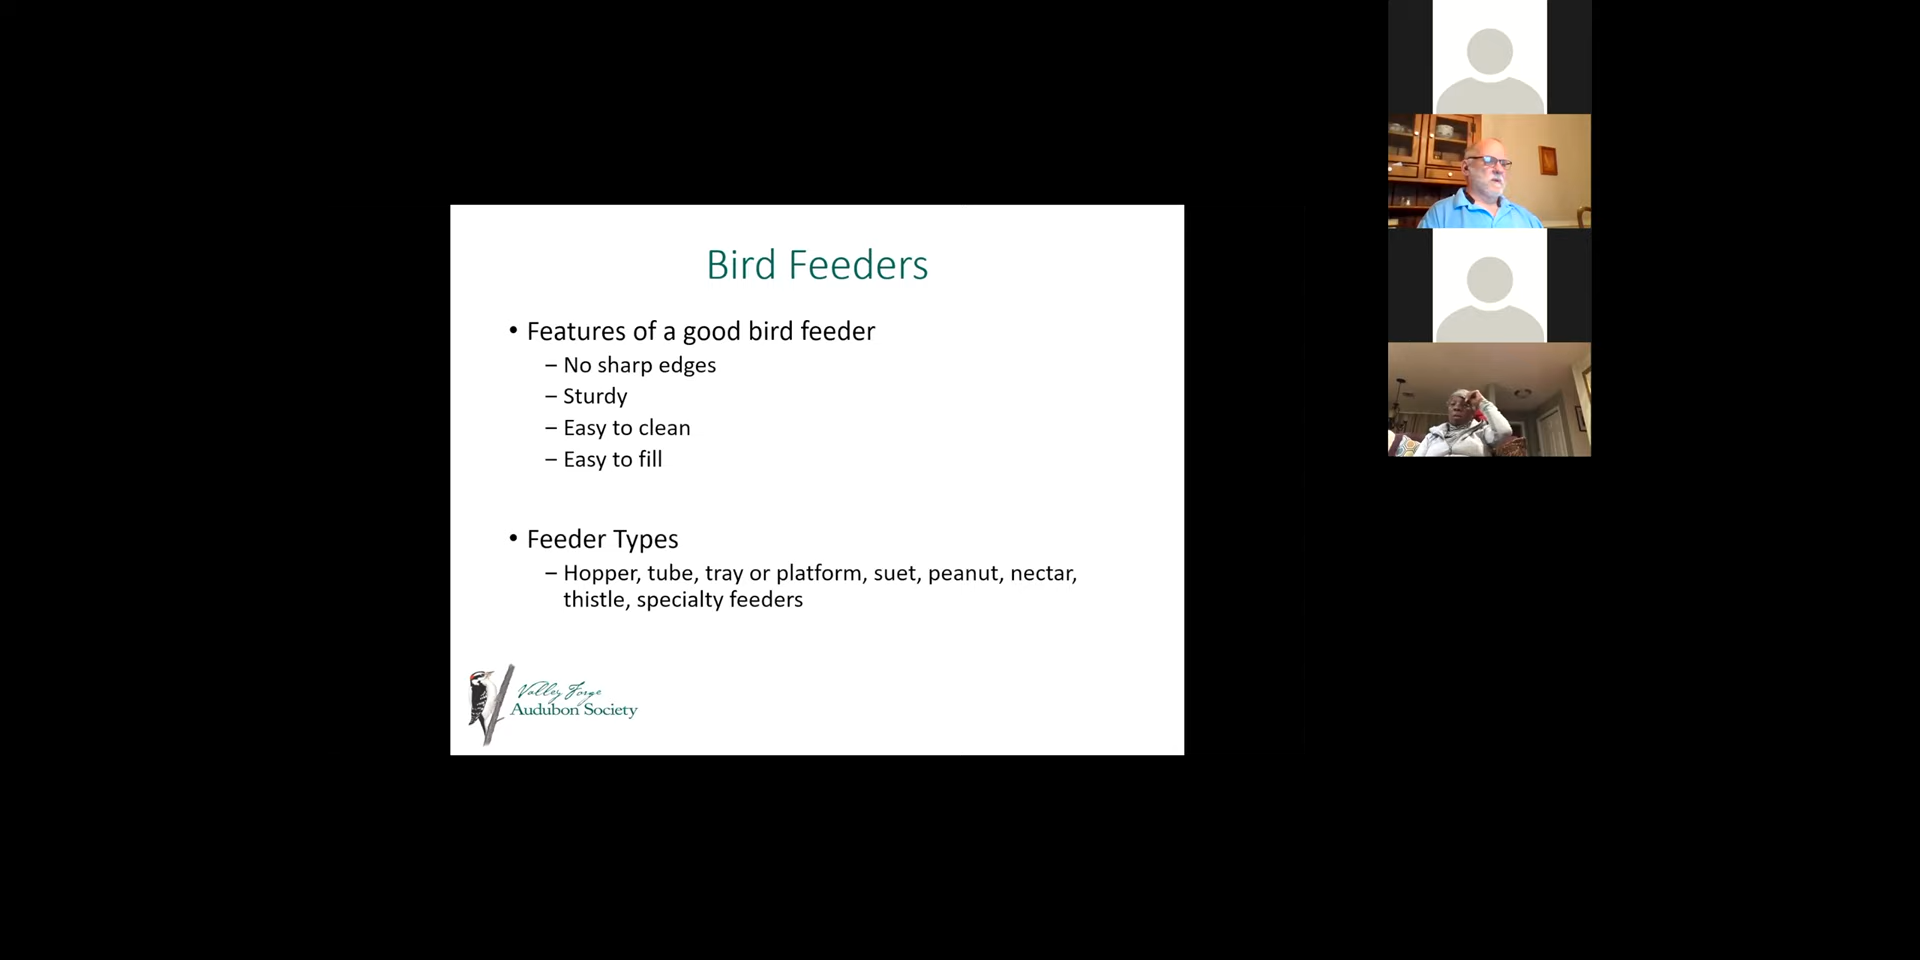 Bird Feeders
• Features of a good bird feeder
– No sharp edges
– Sturdy
– Easy to clean
– Easy to fill
• Feeder Types
– Hopper, tube, tray or platform, suet, peanut, nectar,
thistle, specialty feeders
Valley Forge
Audubon Society